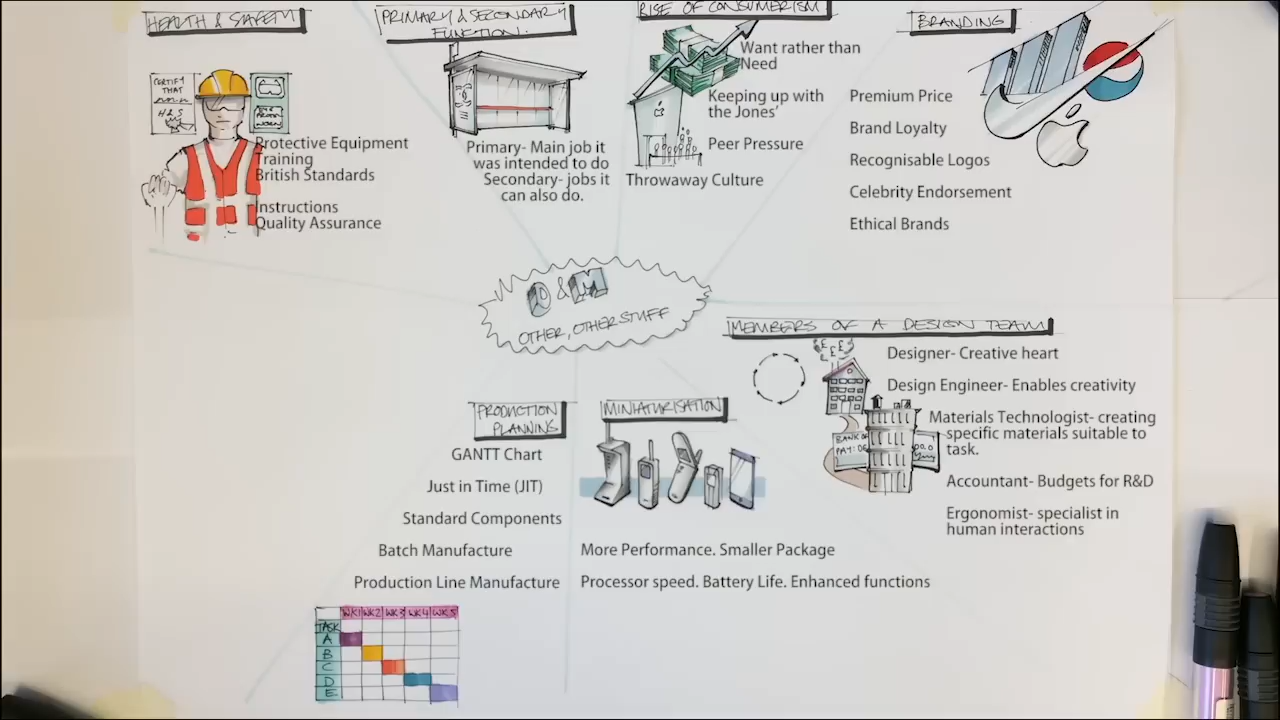 HEALTH & SAFETY
CERTIFY
THAT
H & S
Protective Equipment
Training
British Standards
Instructions
Quality Assurance
PRIMARY & SECONDARY
FUNCTION.
Primary- Main job it
was intended to do
Secondary- jobs it
can also do.
RISE OF CONSUMERISM
Want rather than
Need
Keeping up with
the Jones'
Peer Pressure
Throwaway Culture
BRANDING
Premium Price
Brand Loyalty
Recognisable Logos
Celebrity Endorsement
Ethical Brands
D & M
OTHER, OTHER STUFF
MEMBERS OF A DESIGN TEAM
£ £ £
Designer- Creative heart
Design Engineer- Enables creativity
Materials Technologist- creating
specific materials suitable to
task.
BANK OF
PAY:
Accountant- Budgets for R&D
Ergonomist- specialist in
human interactions
PRODUCTION
PLANNING
GANTT Chart
Just in Time (JIT)
Standard Components
Batch Manufacture
Production Line Manufacture
WK1 WK2 WK3 WK4 WK5
TASK
A
B
C
D
E
MINIATURISATION
More Performance. Smaller Package
Processor speed. Battery Life. Enhanced functions